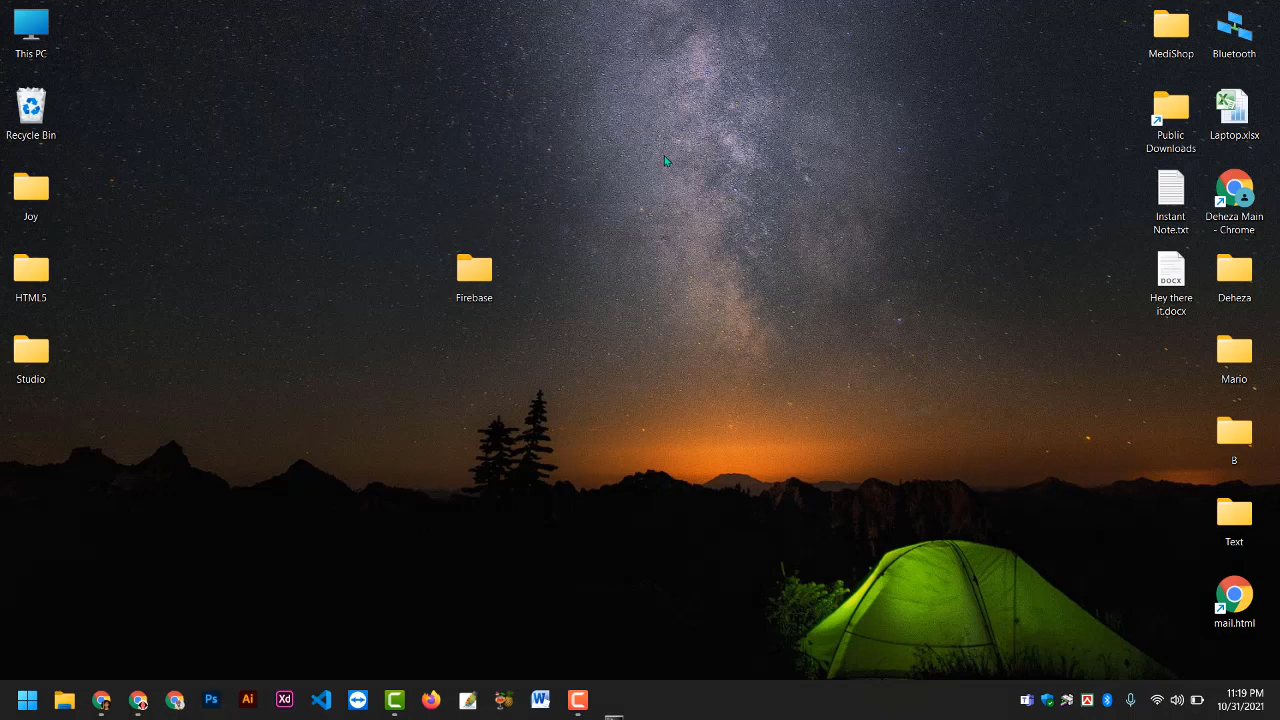 This PC
Recycle Bin
Joy
HTML5
Studio
Firebase
MediShop
Public
Downloads
Instant
Note.txt
DOCX
Hey there
it.docx
Bluetooth
Laptop.xlsx
Deheza Main
- Chrome
Deheza
Mario
B
Text
mail.html
Ps
Ai
Xd
11:19 PM
10/31/2021